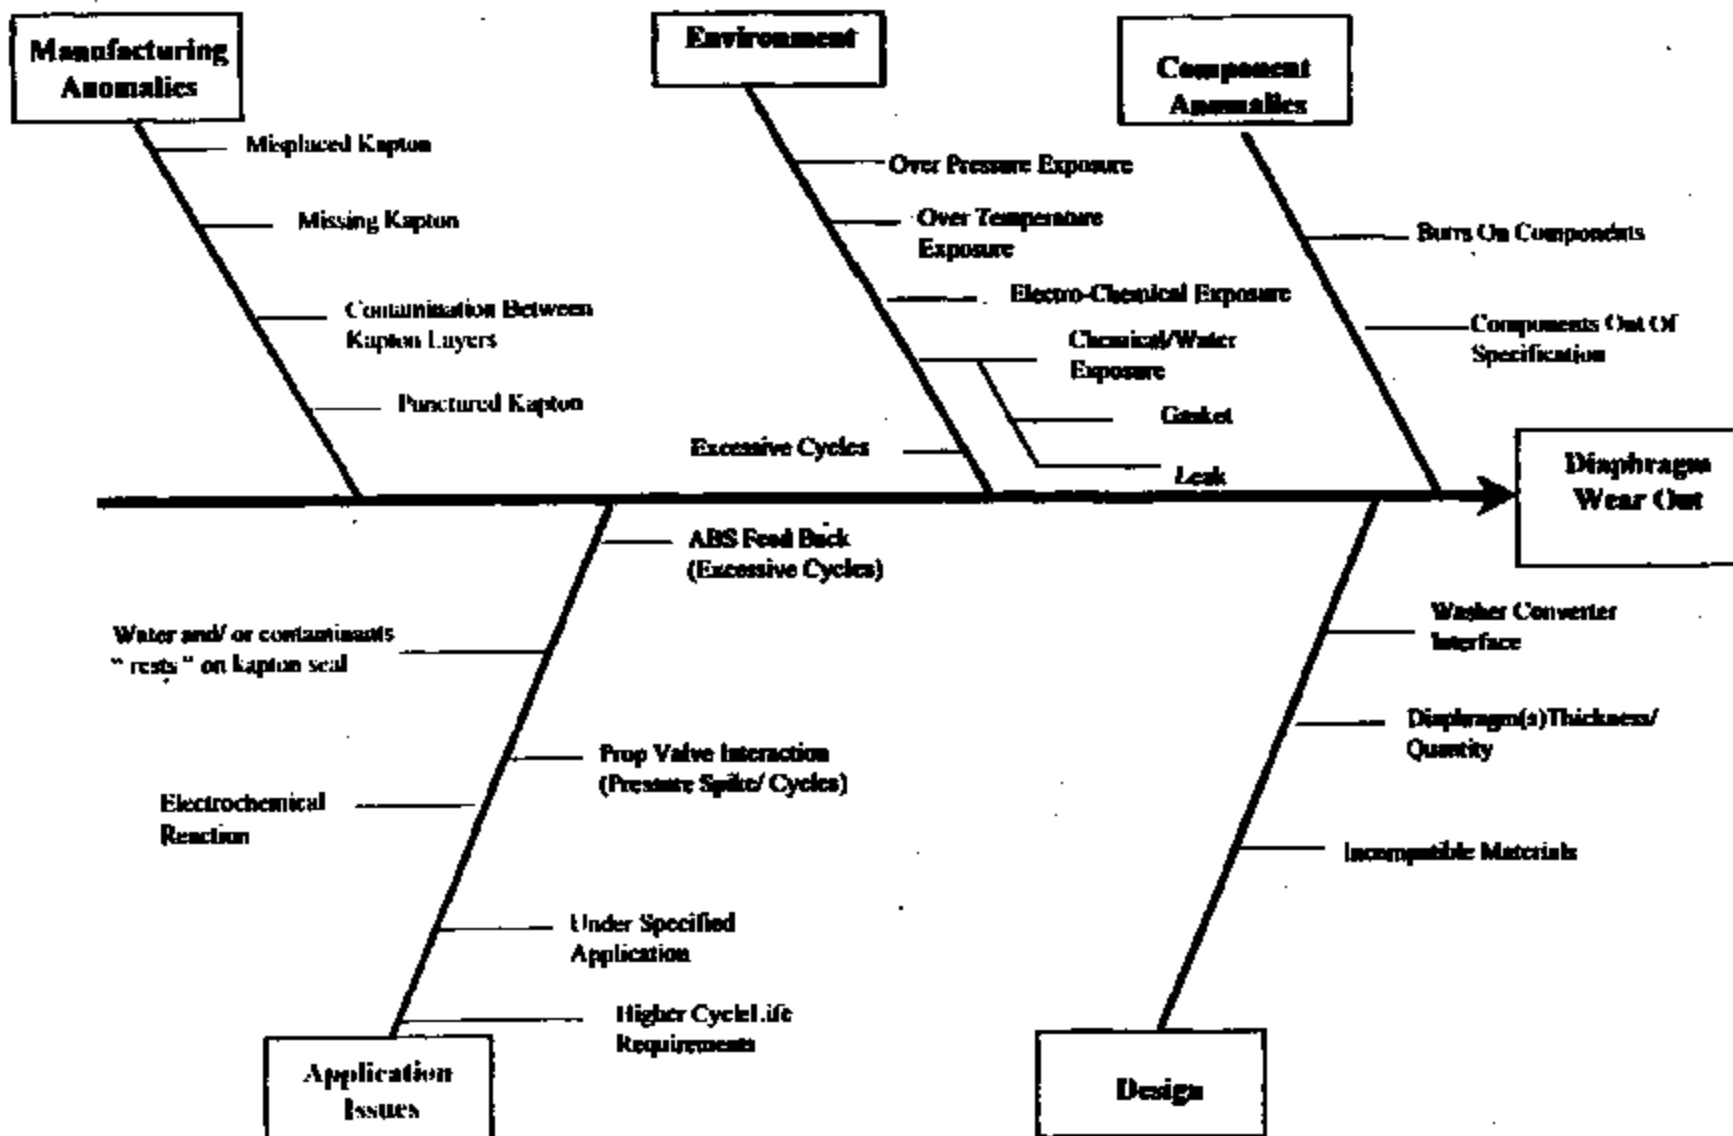 Manufacturing
Anomalies
Misplaced Kapton
Missing Kapton
Contamination Between
Kapton Layers
Punctured Kapton
Environment
Over Pressure Exposure
Over Temperature
Exposure
Electro-Chemical Exposure
Chemical/Water
Exposure
Gasket
Leak
Excessive Cycles
Component
Anomalies
Burrs On Components
Components Out Of
Specification
Diaphragm
Wear Out
ABS Feed Back
(Excessive Cycles)
Water and/ or contaminants
" rests " on kapton seal
Prop Valve Interaction
(Pressure Spike/ Cycles)
Electrochemical
Reaction
Under Specified
Application
Higher CycleLife
Requirements
Application
Issues
Washer Converter
Interface
Diaphragm(s)Thickness/
Quantity
Incompatible Materials
Design